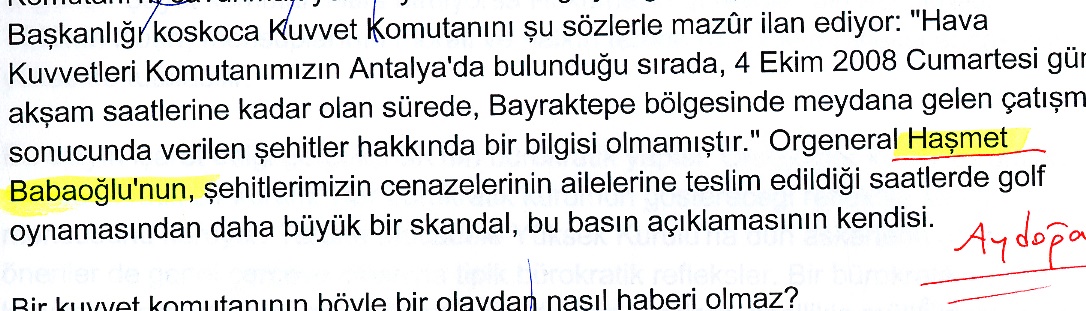 Başkanlığı koskoca Kuvvet Komutanını şu sözlerle mazûr ilan ediyor: "Hava
Kuvvetleri Komutanımızın Antalya'da bulunduğu sırada, 4 Ekim 2008 Cumartesi gün
akşam saatlerine kadar olan sürede, Bayraktepe bölgesinde meydana gelen çatışm
sonucunda verilen şehitler hakkında bir bilgisi olmamıştır." Orgeneral Haşmet
Babaoğlu'nun, şehitlerimizin cenazelerinin ailelerine teslim edildiği saatlerde golf
oynamasından daha büyük bir skandal, bu basın açıklamasının kendisi.
Aydoğa
Bir kuvvet komutanının böyle bir olaydan nasıl haberi olmaz?